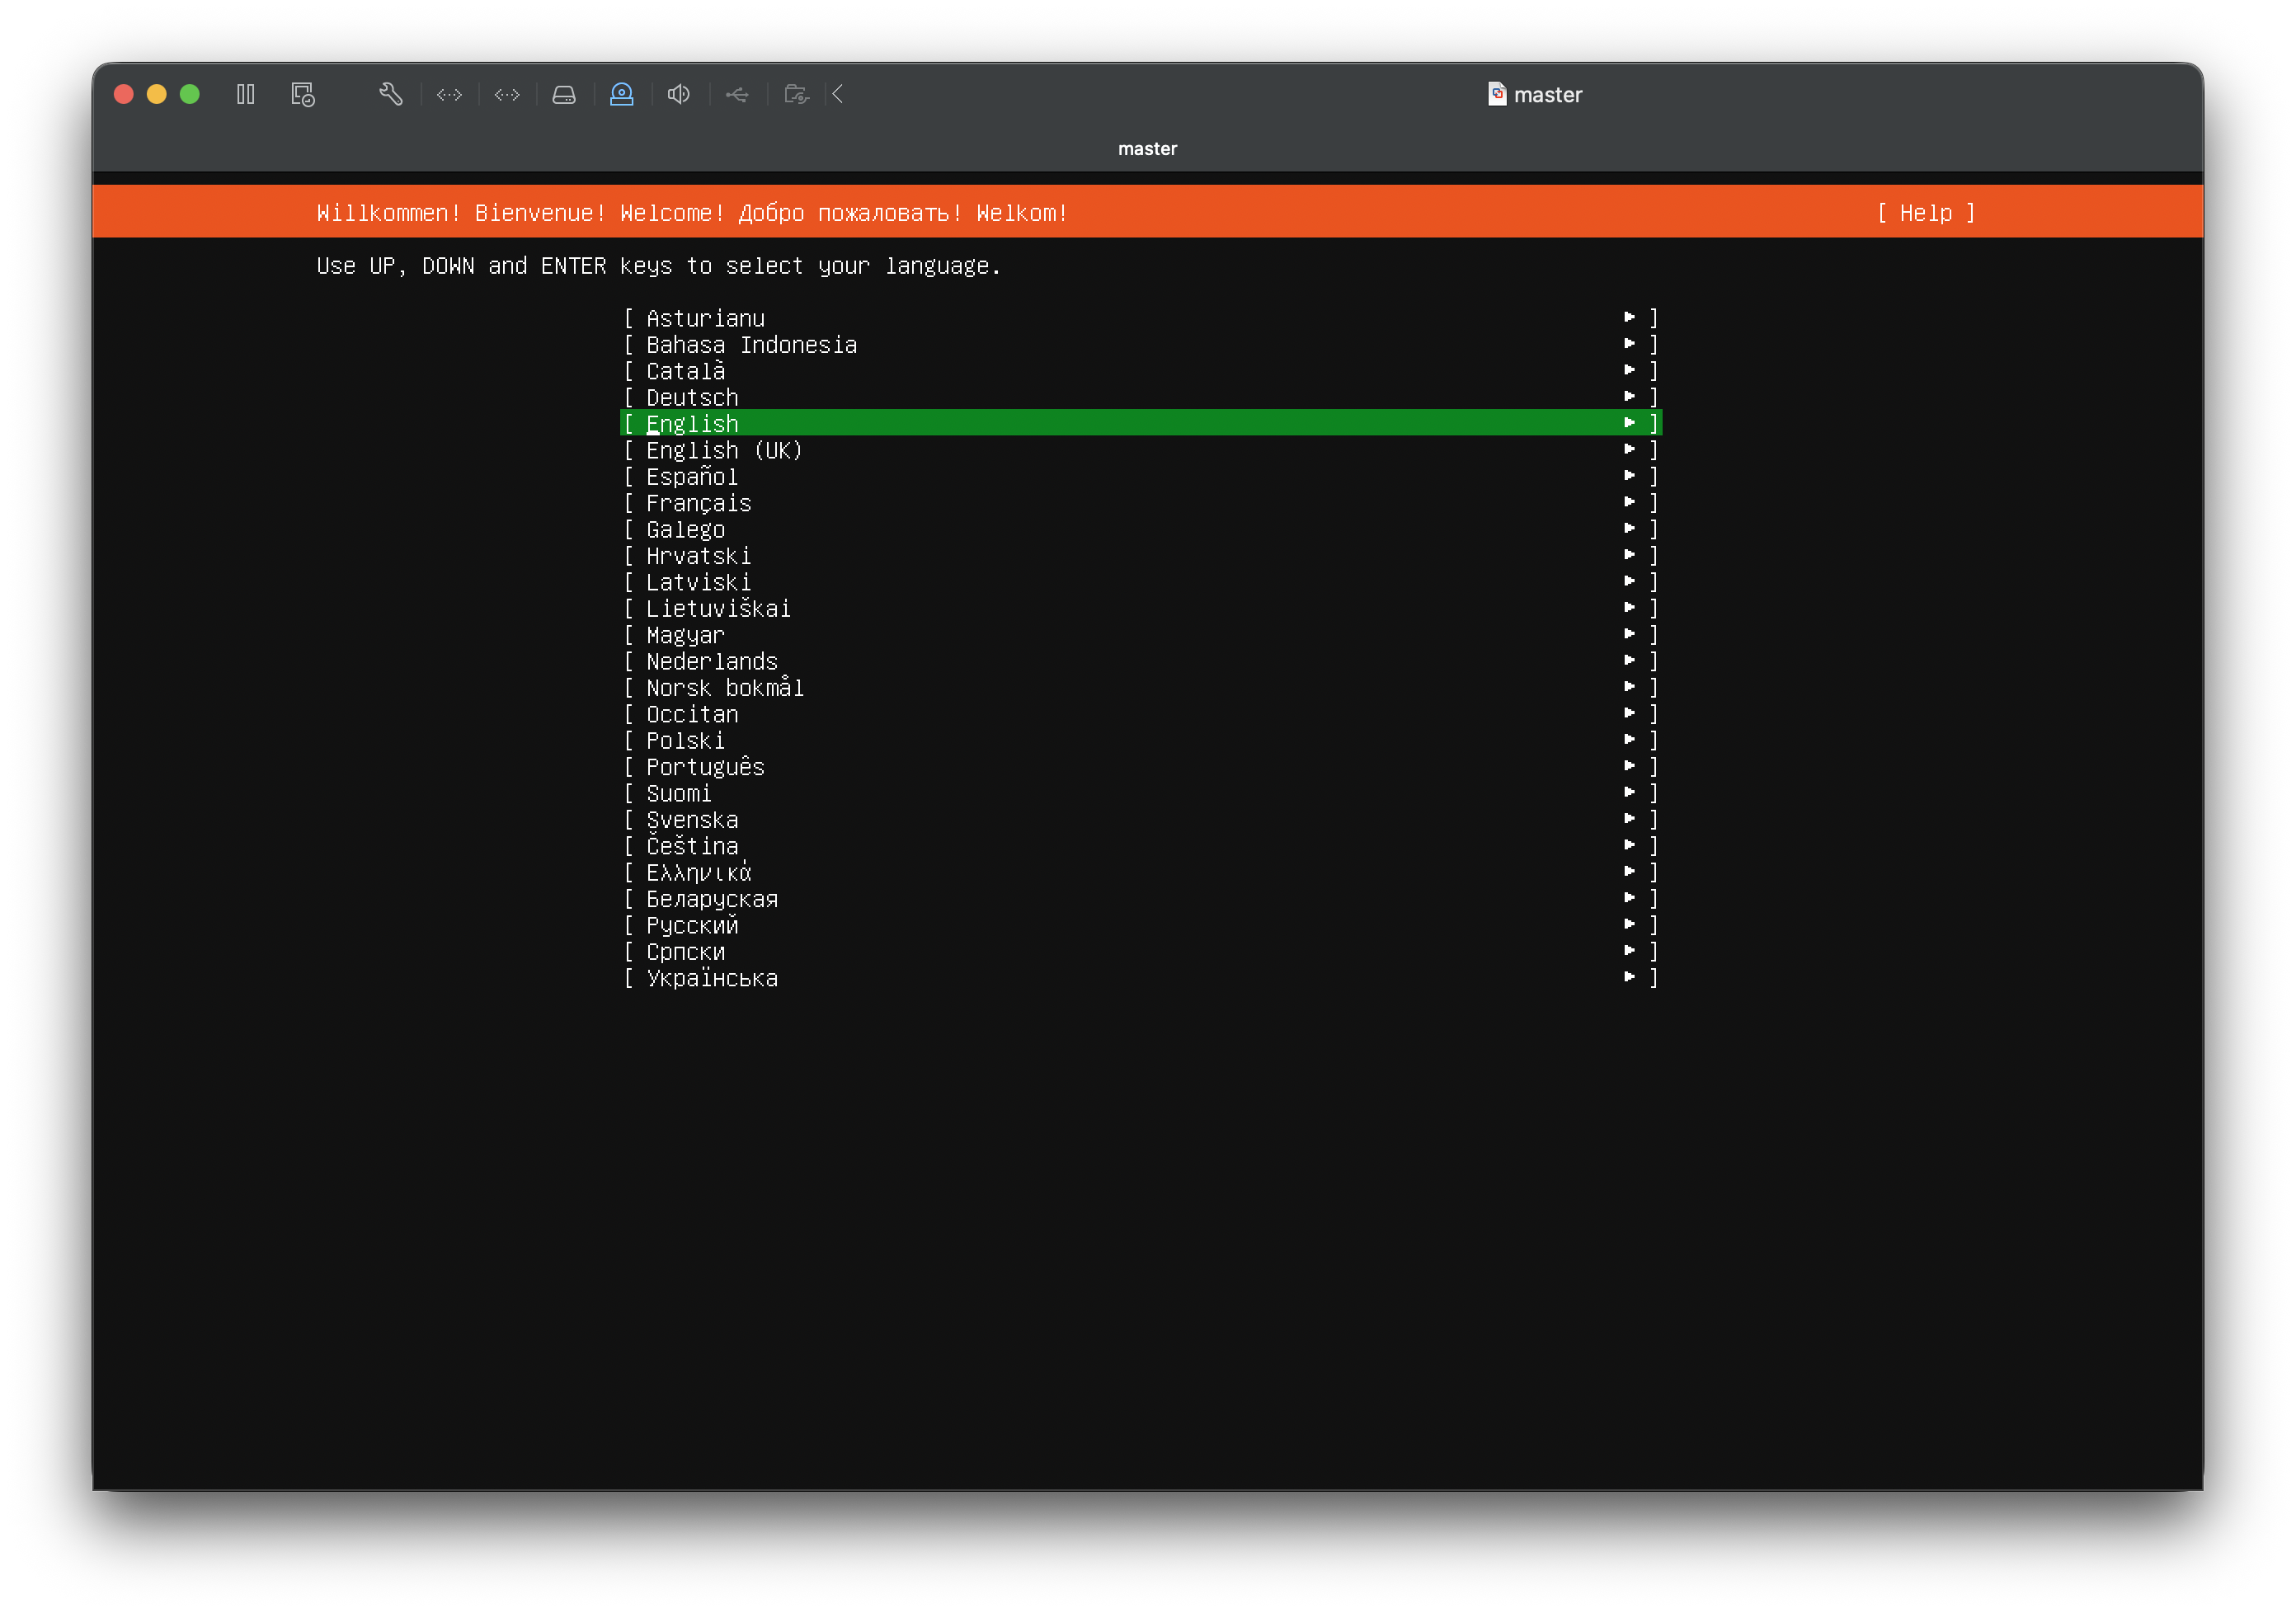 master
master
Willkommen! Bienvenue! Welcome! Добро пожаловать! Welkom! [ Help ]
Use UP, DOWN and ENTER keys to select your language.
[ Asturianu ► ]
[ Bahasa Indonesia ► ]
[ Català ► ]
[ Deutsch ► ]
[ English ► ]
[ English (UK) ► ]
[ Español ► ]
[ Français ► ]
[ Galego ► ]
[ Hrvatski ► ]
[ Latviski ► ]
[ Lietuviškai ► ]
[ Magyar ► ]
[ Nederlands ► ]
[ Norsk bokmål ► ]
[ Occitan ► ]
[ Polski ► ]
[ Português ► ]
[ Suomi ► ]
[ Svenska ► ]
[ Čeština ► ]
[ Ελληνικά ► ]
[ Беларуская ► ]
[ Русский ► ]
[ Српски ► ]
[ Українська ► ]